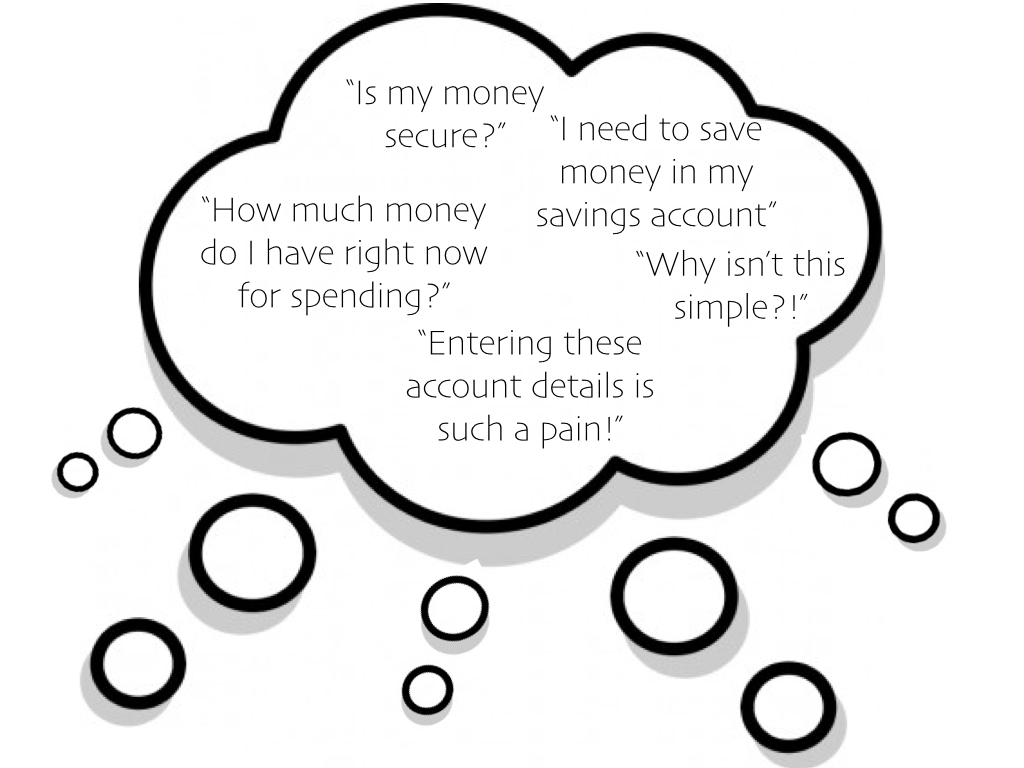 “Is my money
secure?”
“I need to save
money in my
savings account”
“How much money
do I have right now
for spending?”
“Why isn’t this
simple?!”
“Entering these
account details is
such a pain!”